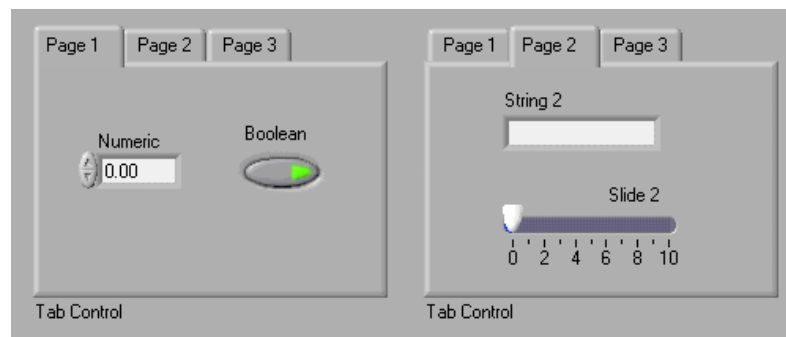 Page 1 Page 2 Page 3
Numeric
0.00
Boolean
Tab Control
Page 1 Page 2 Page 3
String 2
Slide 2
0 2 4 6 8 10
Tab Control